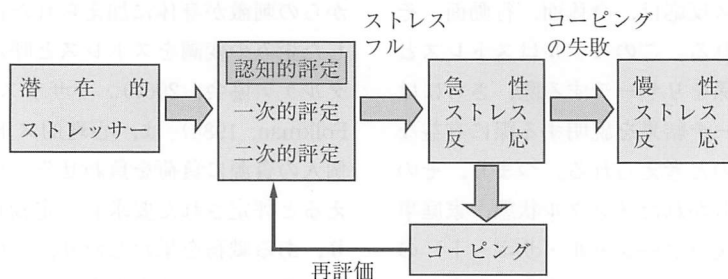 ストレス
フル
コーピング
の失敗
潜在的
ストレッサー
認知的評定
一次的評定
二次的評定
急性
ストレス
反応
慢性
ストレス
反応
コーピング
再評価